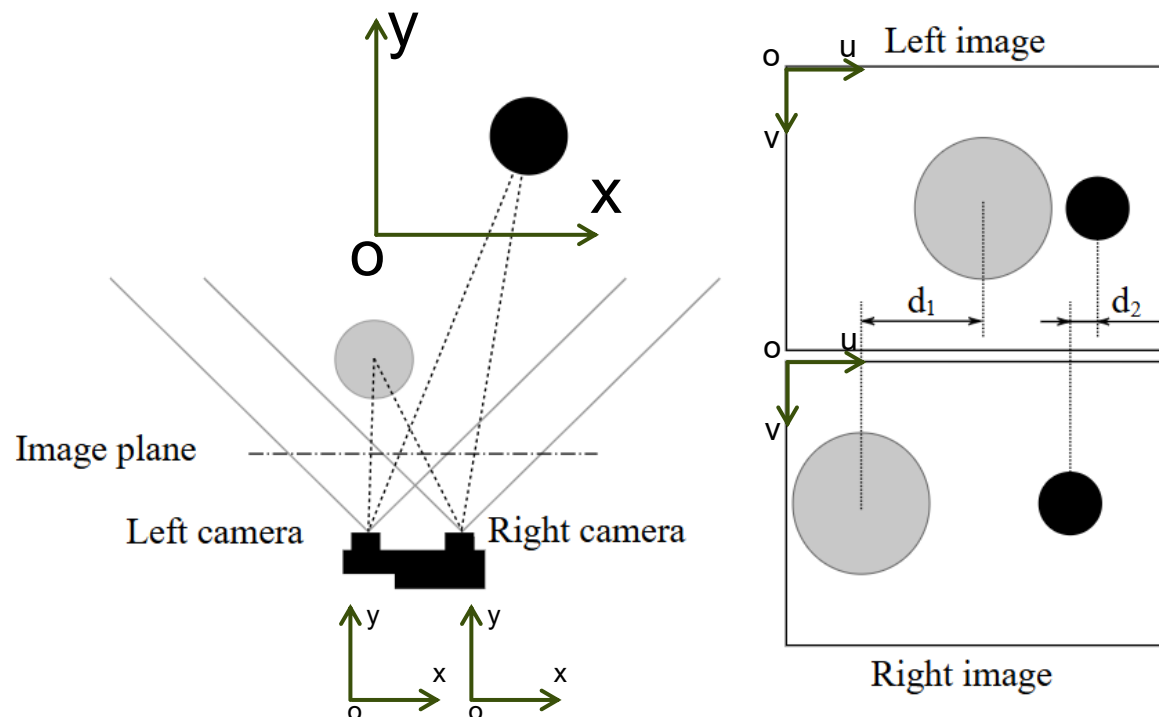 y
x
o
Image plane
Left camera
Right camera
y
x
o
y
x
o
Left image
o
u
v
d1
d2
o
u
v
Right image